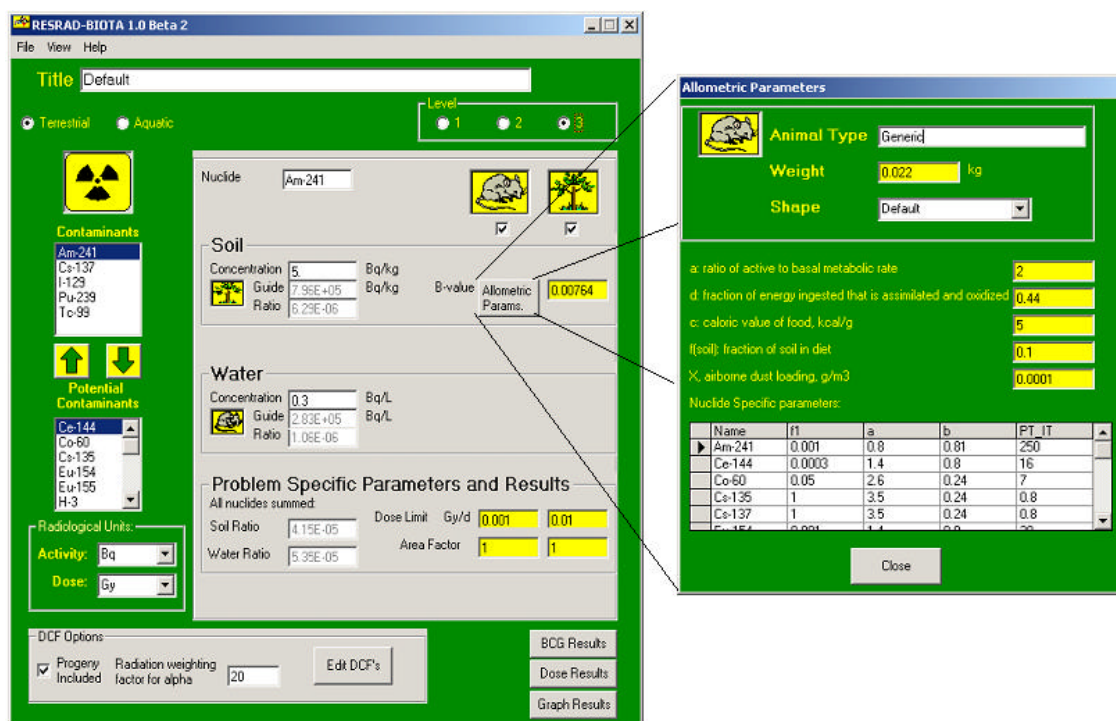 RESRAD-BIOTA 1.0 Beta 2
File View Help
Title Default
Terrestrial Aquatic
Level
1 2 3
Contaminants
Am-241
Cs-137
I-129
Pu-239
Tc-99
Potential
Contaminants
Ce-144
Co-60
Cs-135
Eu-154
Eu-155
H-3
Radiological Units:
Activity: Bq
Dose: Gy
Nuclide Am-241
Soil
Concentration 5. Bq/kg
Guide 7.96E+05 Bq/kg
Ratio 6.29E-06
B-value Allometric
Params. 0.00764
Water
Concentration 0.3 Bq/L
Guide 2.83E+05 Bq/L
Ratio 1.06E-06
Problem Specific Parameters and Results
All nuclides summed:
Soil Ratio 4.15E-05
Water Ratio 5.35E-05
Dose Limit Gy/d 0.001 0.01
Area Factor 1 1
DCF Options
Progeny
Included
Radiation weighting
factor for alpha 20
Edit DCF's
BCG Results
Dose Results
Graph Results
Allometric Parameters
Animal Type Generic
Weight 0.022 kg
Shape Default
a: ratio of active to basal metabolic rate 2
d: fraction of energy ingested that is assimilated and oxidized 0.44
c: caloric value of food, kcal/g 5
f(soil): fraction of soil in diet 0.1
X, airborne dust loading, g/m3 0.0001
Nuclide Specific parameters:
Name f1 a b PT_IT
Am-241 0.001 0.8 0.81 250
Ce-144 0.0003 1.4 0.8 16
Co-60 0.05 2.6 0.24 7
Cs-135 1 3.5 0.24 0.8
Cs-137 1 3.5 0.24 0.8
Close